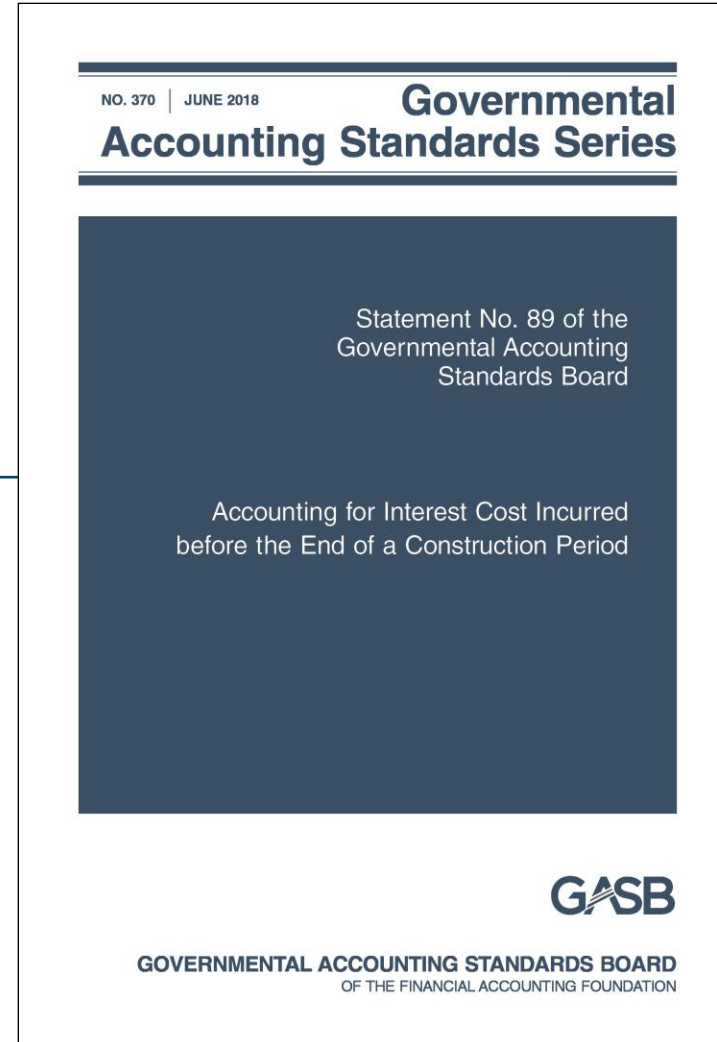 NO. 370 | JUNE 2018
Governmental
Accounting Standards Series
Statement No. 89 of the
Governmental Accounting
Standards Board
Accounting for Interest Cost Incurred
before the End of a Construction Period
GASB
GOVERNMENTAL ACCOUNTING STANDARDS BOARD
OF THE FINANCIAL ACCOUNTING FOUNDATION